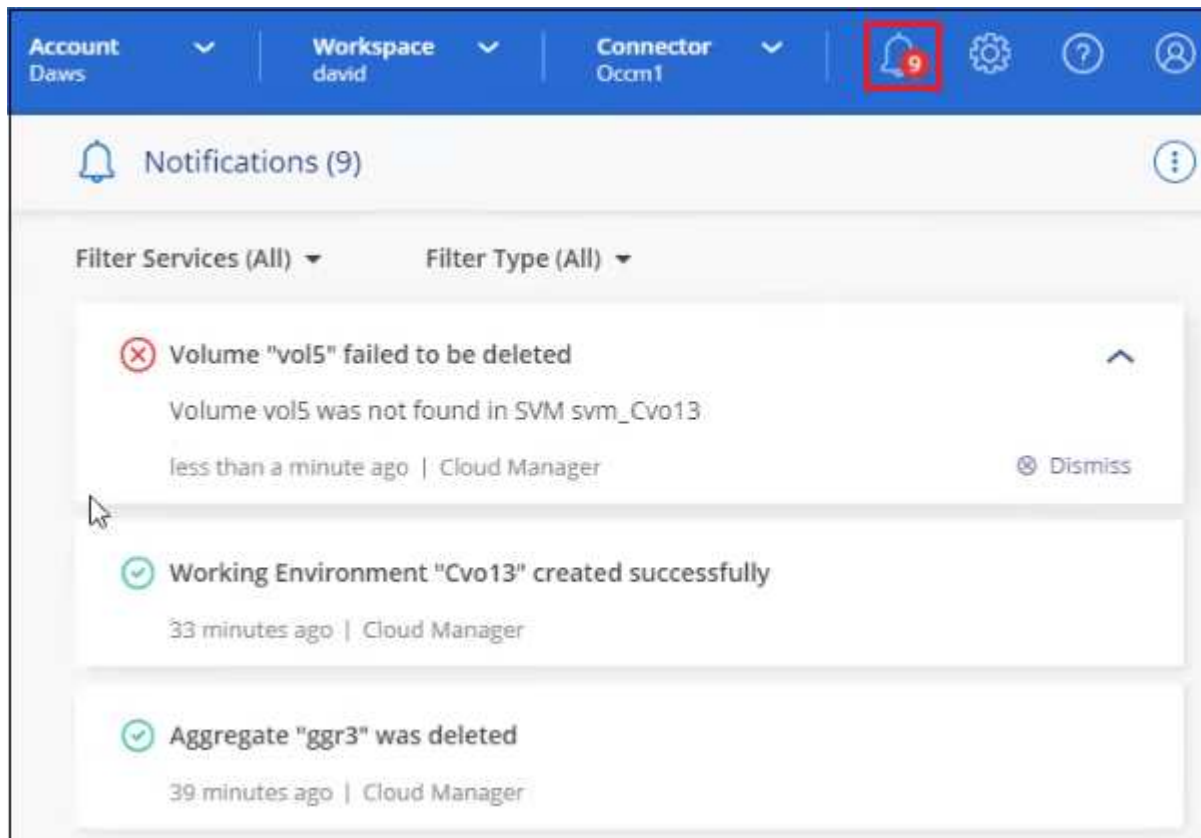 Account Workspace Connector
Daws david Occm1 9
Notifications (9)
Filter Services (All) Filter Type (All)
Volume "vol5" failed to be deleted
Volume vol5 was not found in SVM svm_Cvo13
less than a minute ago | Cloud Manager Dismiss
Working Environment "Cvo13" created successfully
33 minutes ago | Cloud Manager
Aggregate "ggr3" was deleted
39 minutes ago | Cloud Manager